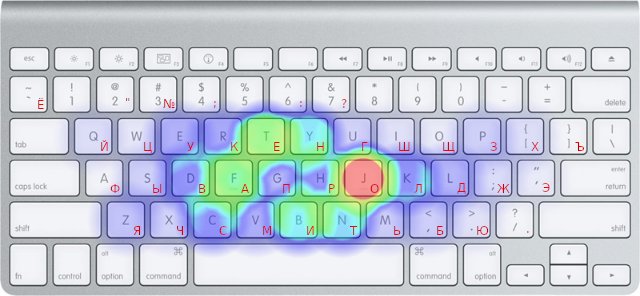 esc F1 F2 F3 F4 F5 F6 F7 F8 F9 F10 F11 F12
~ ` Ё ! 1 @ 2 " # 3 № $ 4 ; % 5 ^ 6 : & 7 ? * 8 ( 9 ) 0 _ - + = delete
tab Q Й W Ц E У R К T Е Y Н U Г I Ш O Щ P З { [ Х } ] Ъ | \
caps lock A Ф S Ы D В F А G П H Р J О K Л L Д : ; Ж " ' Э enter return
shift Z Я X Ч C С V М B И N Т M Ь < , Б > . Ю ? / . shift
fn control alt option ⌘ command ⌘ command alt option